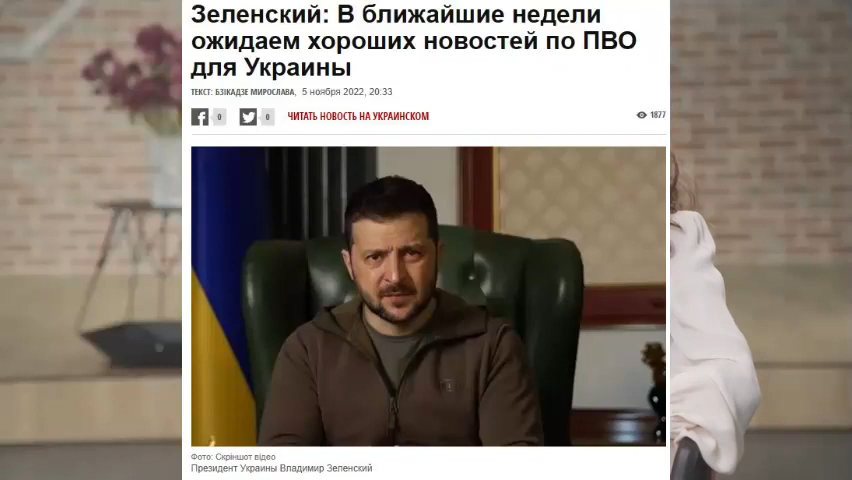 Зеленский: В ближайшие недели
ожидаем хороших новостей по ПВО
для Украины
ТЕКСТ: БЗІКАДЗЕ МИРОСЛАВА, 5 ноября 2022, 20:33
0 0 ЧИТАТЬ НОВОСТЬ НА УКРАИНСКОМ 1877
Фото: Скріншот відео
Президент Украины Владимир Зеленский